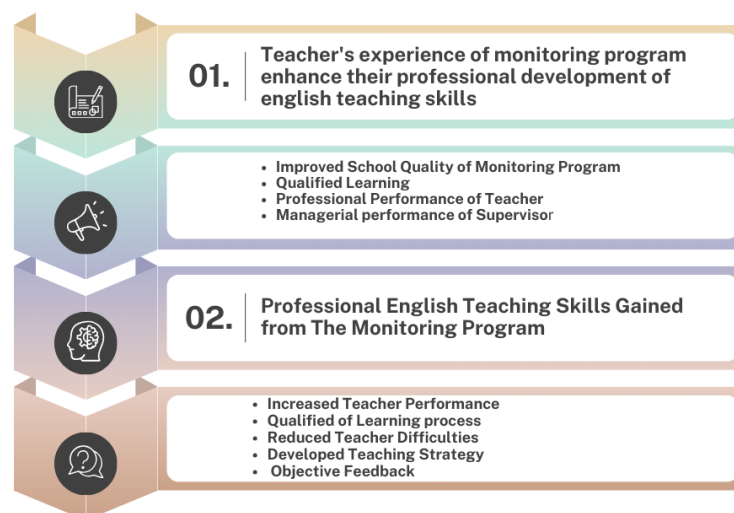 01.
Teacher's experience of monitoring program
enhance their professional development of
english teaching skills
• Improved School Quality of Monitoring Program
• Qualified Learning
• Professional Performance of Teacher
• Managerial performance of Supervisor
02.
Professional English Teaching Skills Gained
from The Monitoring Program
• Increased Teacher Performance
• Qualified of Learning process
• Reduced Teacher Difficulties
• Developed Teaching Strategy
• Objective Feedback